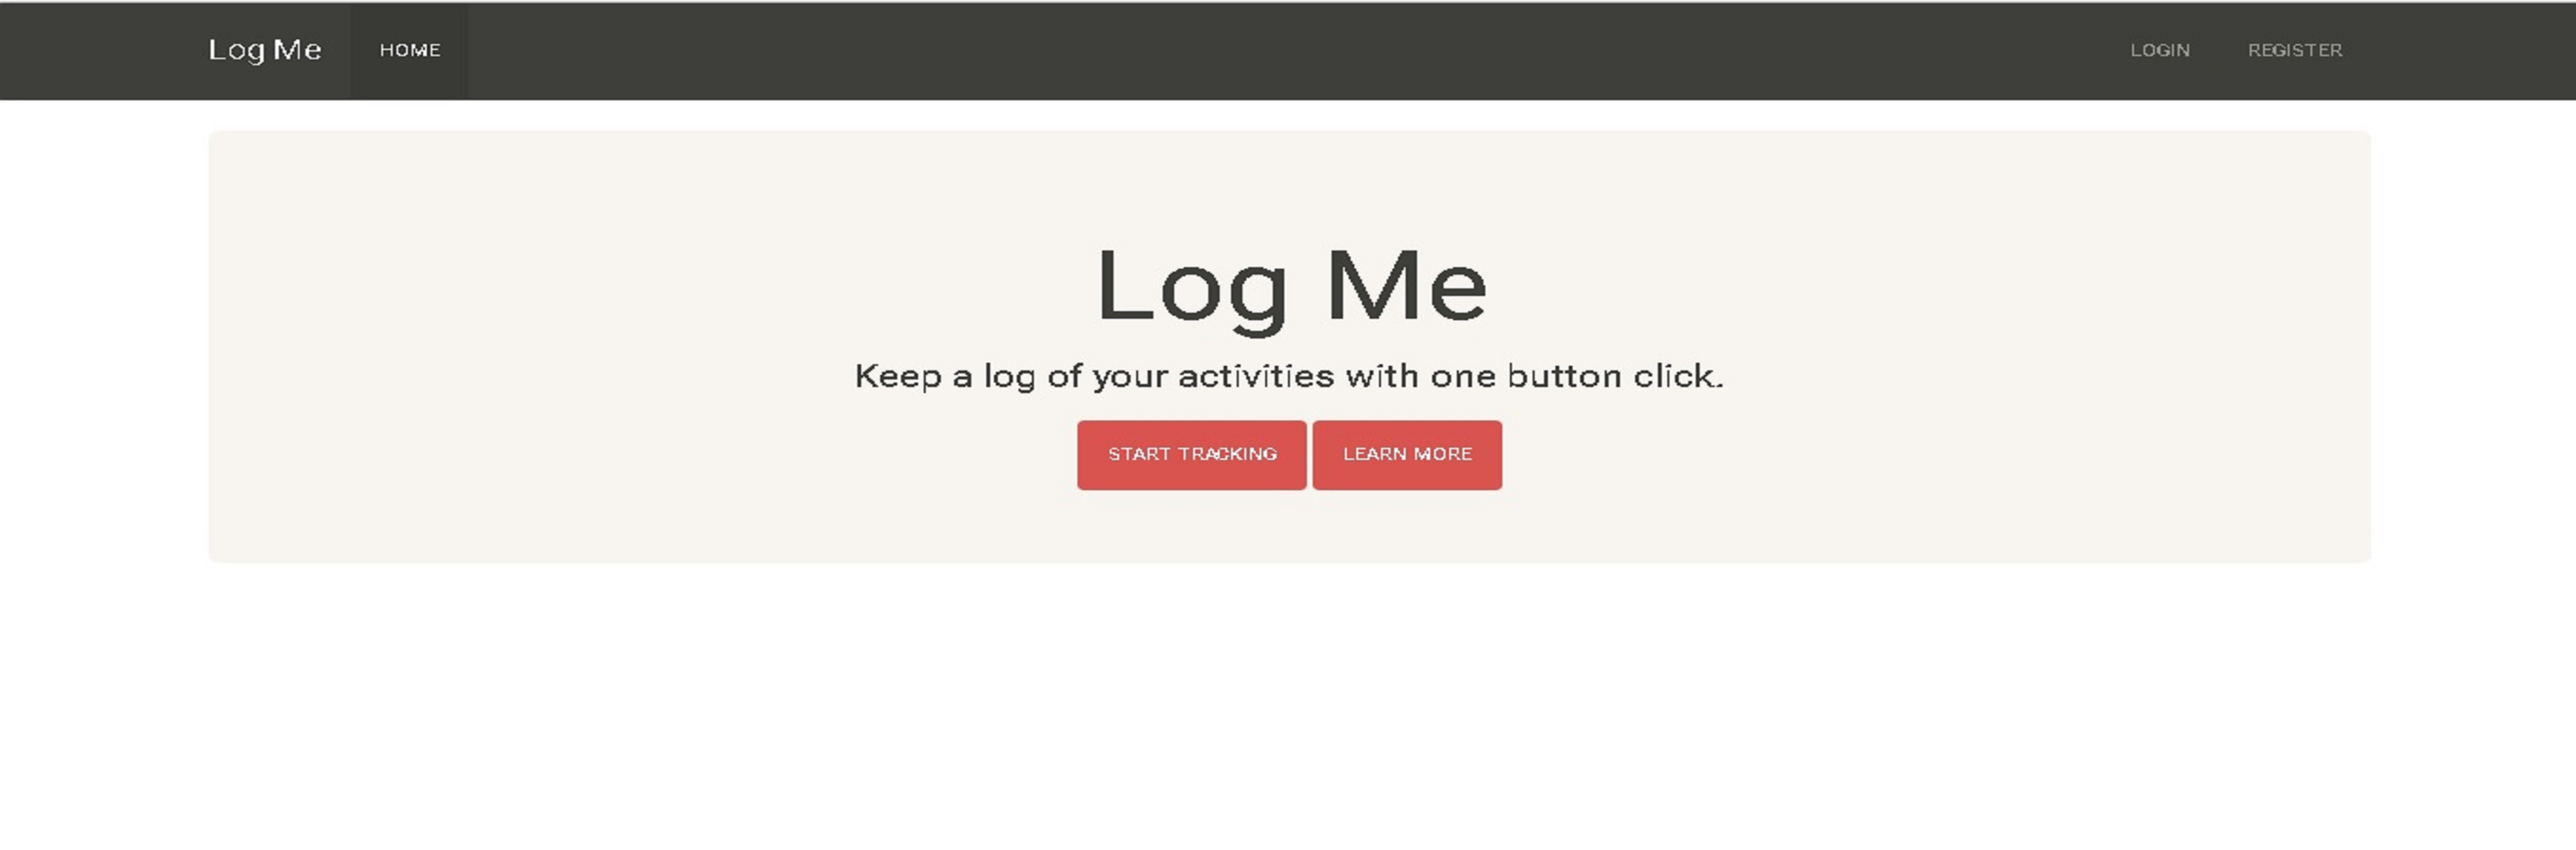 Log Me HOME LOGIN REGISTER
Log Me
Keep a log of your activities with one button click.
START TRACKING LEARN MORE